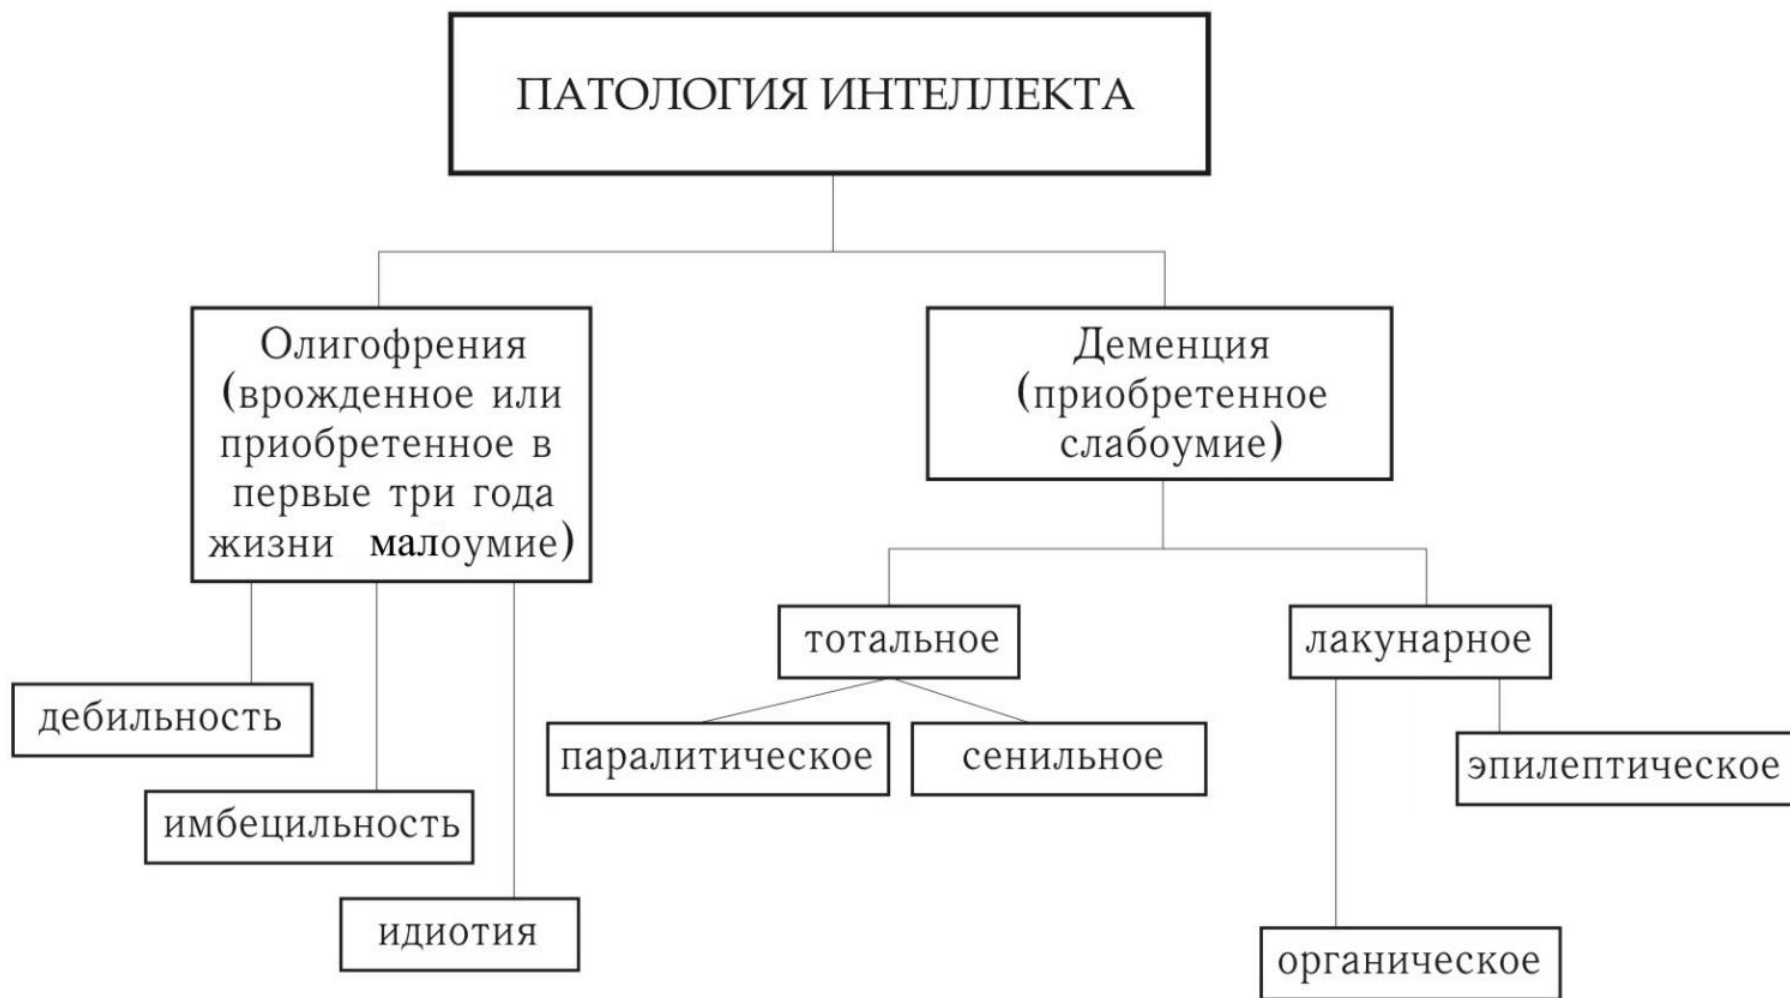 ПАТОЛОГИЯ ИНТЕЛЛЕКТА
Олигофрения
(врожденное или
приобретенное в
первые три года
жизни малоумие)
Деменция
(приобретенное
слабоумие)
тотальное
лакунарное
дебильность
паралитическое
сенильное
эпилептическое
имбецильность
идиотия
органическое